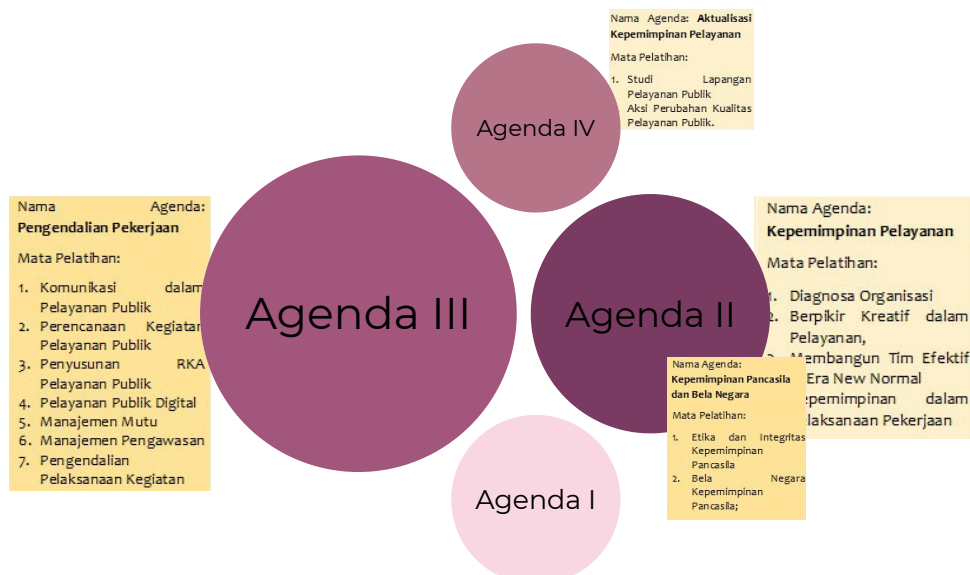 Nama Agenda: Aktualisasi
Kepemimpinan Pelayanan
Mata Pelatihan:
1. Studi Lapangan
Pelayanan Publik
Aksi Perubahan Kualitas
Pelayanan Publik.
Agenda IV
Nama Agenda:
Pengendalian Pekerjaan
Mata Pelatihan:
1. Komunikasi dalam
Pelayanan Publik
2. Perencanaan Kegiatan
Pelayanan Publik
3. Penyusunan RKA
Pelayanan Publik
4. Pelayanan Publik Digital
5. Manajemen Mutu
6. Manajemen Pengawasan
7. Pengendalian
Pelaksanaan Kegiatan
Agenda III
Agenda II
Nama Agenda:
Kepemimpinan Pelayanan
Mata Pelatihan:
1. Diagnosa Organisasi
2. Berpikir Kreatif dalam
Pelayanan,
Membangun Tim Efektif
Era New Normal
epemimpinan dalam
laksanaan Pekerjaan
Nama Agenda:
Kepemimpinan Pancasila
dan Bela Negara
Mata Pelatihan:
1. Etika dan Integritas
Kepemimpinan
Pancasila
2. Bela Negara
Kepemimpinan
Pancasila;
Agenda I